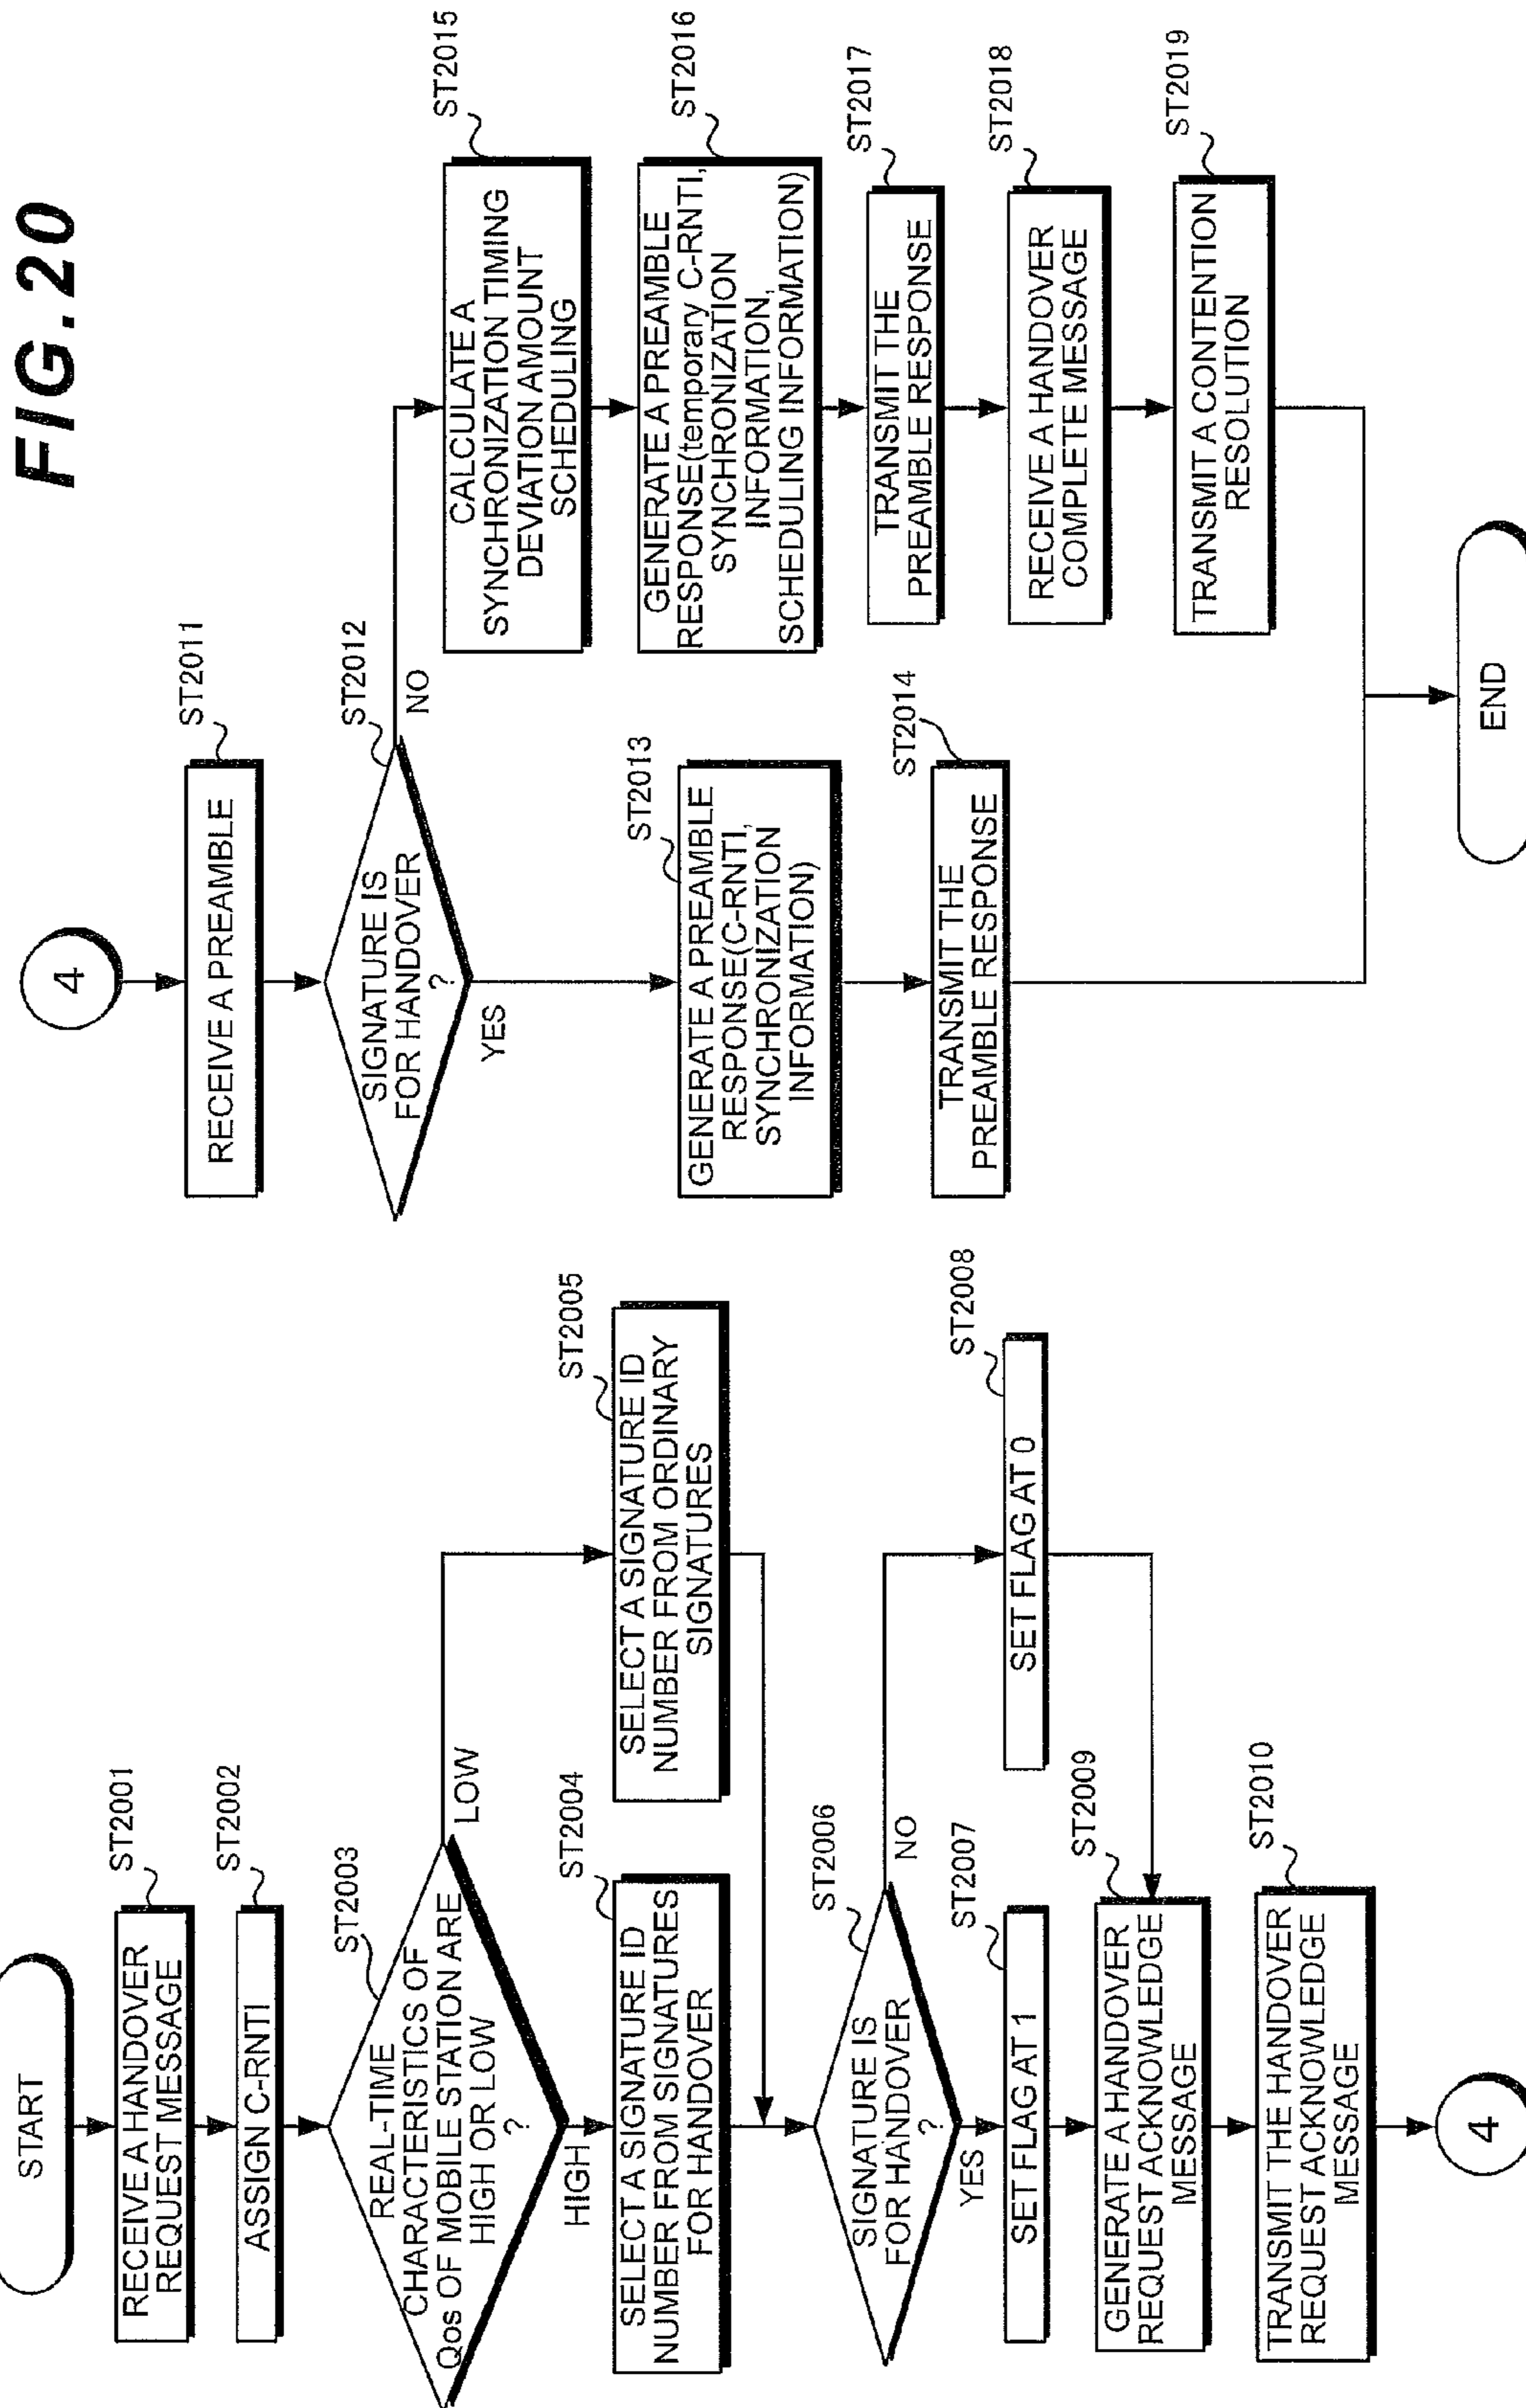 FIG.20
START
RECEIVE A HANDOVER
REQUEST MESSAGE
ST2001
ASSIGN C-RNTI
ST2002
REAL-TIME
CHARACTERISTICS OF
Qos OF MOBILE STATION ARE
HIGH OR LOW
?
ST2003
LOW
HIGH
SELECT A SIGNATURE ID
NUMBER FROM SIGNATURES
FOR HANDOVER
ST2004
SELECT A SIGNATURE ID
NUMBER FROM ORDINARY
SIGNATURES
ST2005
SIGNATURE IS
FOR HANDOVER
?
ST2006
NO
YES
SET FLAG AT 1
ST2007
SET FLAG AT 0
ST2008
GENERATE A HANDOVER
REQUEST ACKNOWLEDGE
MESSAGE
ST2009
TRANSMIT THE HANDOVER
REQUEST ACKNOWLEDGE
MESSAGE
ST2010
4
4
RECEIVE A PREAMBLE
ST2011
SIGNATURE IS
FOR HANDOVER
?
ST2012
NO
YES
GENERATE A PREAMBLE
RESPONSE(C-RNTI,
SYNCHRONIZATION
INFORMATION)
ST2013
TRANSMIT THE
PREAMBLE RESPONSE
ST2014
CALCULATE A
SYNCHRONIZATION TIMING
DEVIATION AMOUNT
SCHEDULING
ST2015
GENERATE A PREAMBLE
RESPONSE(temporary C-RNTI,
SYNCHRONIZATION
INFORMATION,
SCHEDULING INFORMATION)
ST2016
TRANSMIT THE
PREAMBLE RESPONSE
ST2017
RECEIVE A HANDOVER
COMPLETE MESSAGE
ST2018
TRANSMIT A CONTENTION
RESOLUTION
ST2019
END